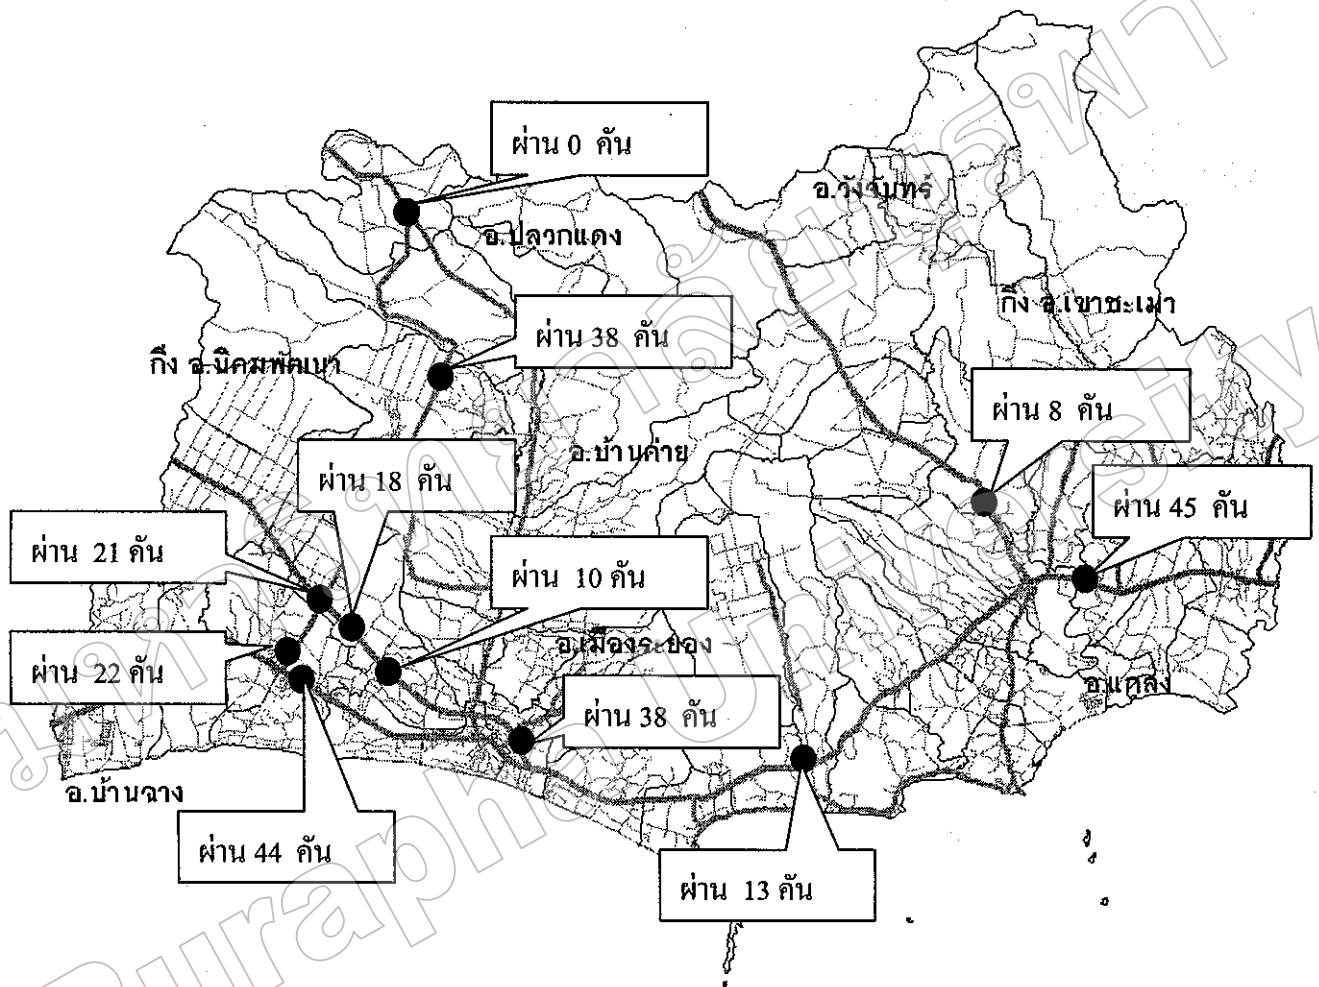 ผ่าน 0 คัน
อ.วังจันทร์
อ.ปลวกแดง
กิ่ง อ.เขาชะเมา
ผ่าน 38 คัน
กิ่ง อ.นิคมพัฒนา
ผ่าน 8 คัน
อ.บ้านค่าย
ผ่าน 18 คัน
ผ่าน 45 คัน
ผ่าน 21 คัน
ผ่าน 10 คัน
อ.เมืองระยอง
ผ่าน 22 คัน
อ.แกลง
ผ่าน 38 คัน
อ.บ้านฉาง
ผ่าน 44 คัน
ผ่าน 13 คัน
Burapha University